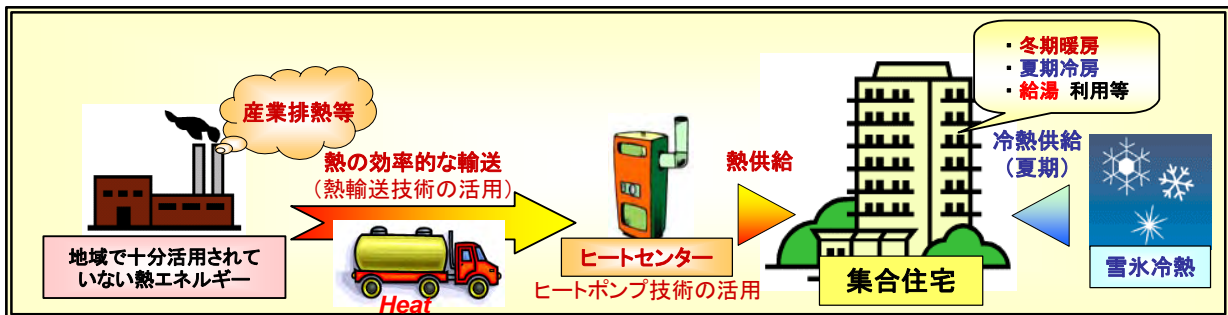 産業排熱等
地域で十分活用されて
いない熱エネルギー
熱の効率的な輸送
（熱輸送技術の活用）
Heat
ヒートセンター
ヒートポンプ技術の活用
熱供給
・冬期暖房
・夏期冷房
・給湯 利用等
集合住宅
冷熱供給
（夏期）
雪氷冷熱